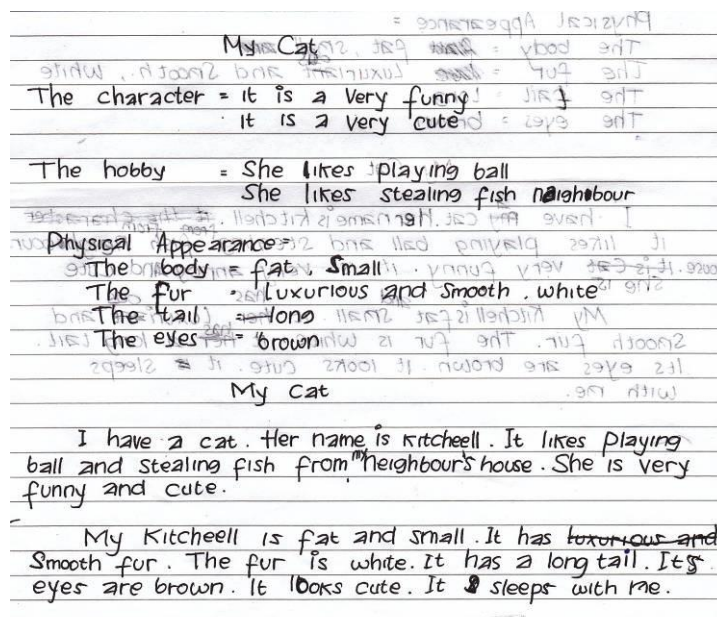 My Cat
The character = it is a very funny
it is a very cute
The hobby = She likes playing ball
She likes stealing fish naighbour
Physical Appearance =
The body = fat, small
The fur = Luxurious and smooth, white
The tail = long
The eyes = brown
My Cat
I have a cat. Her name is Kitcheell. It likes playing
ball and stealing fish from my neighbour's house. She is very
funny and cute.
My Kitcheell is fat and small. It has luxurious and
Smooth fur. The fur is white. It has a long tail. Its
eyes are brown. It looks cute. It sleeps with me.